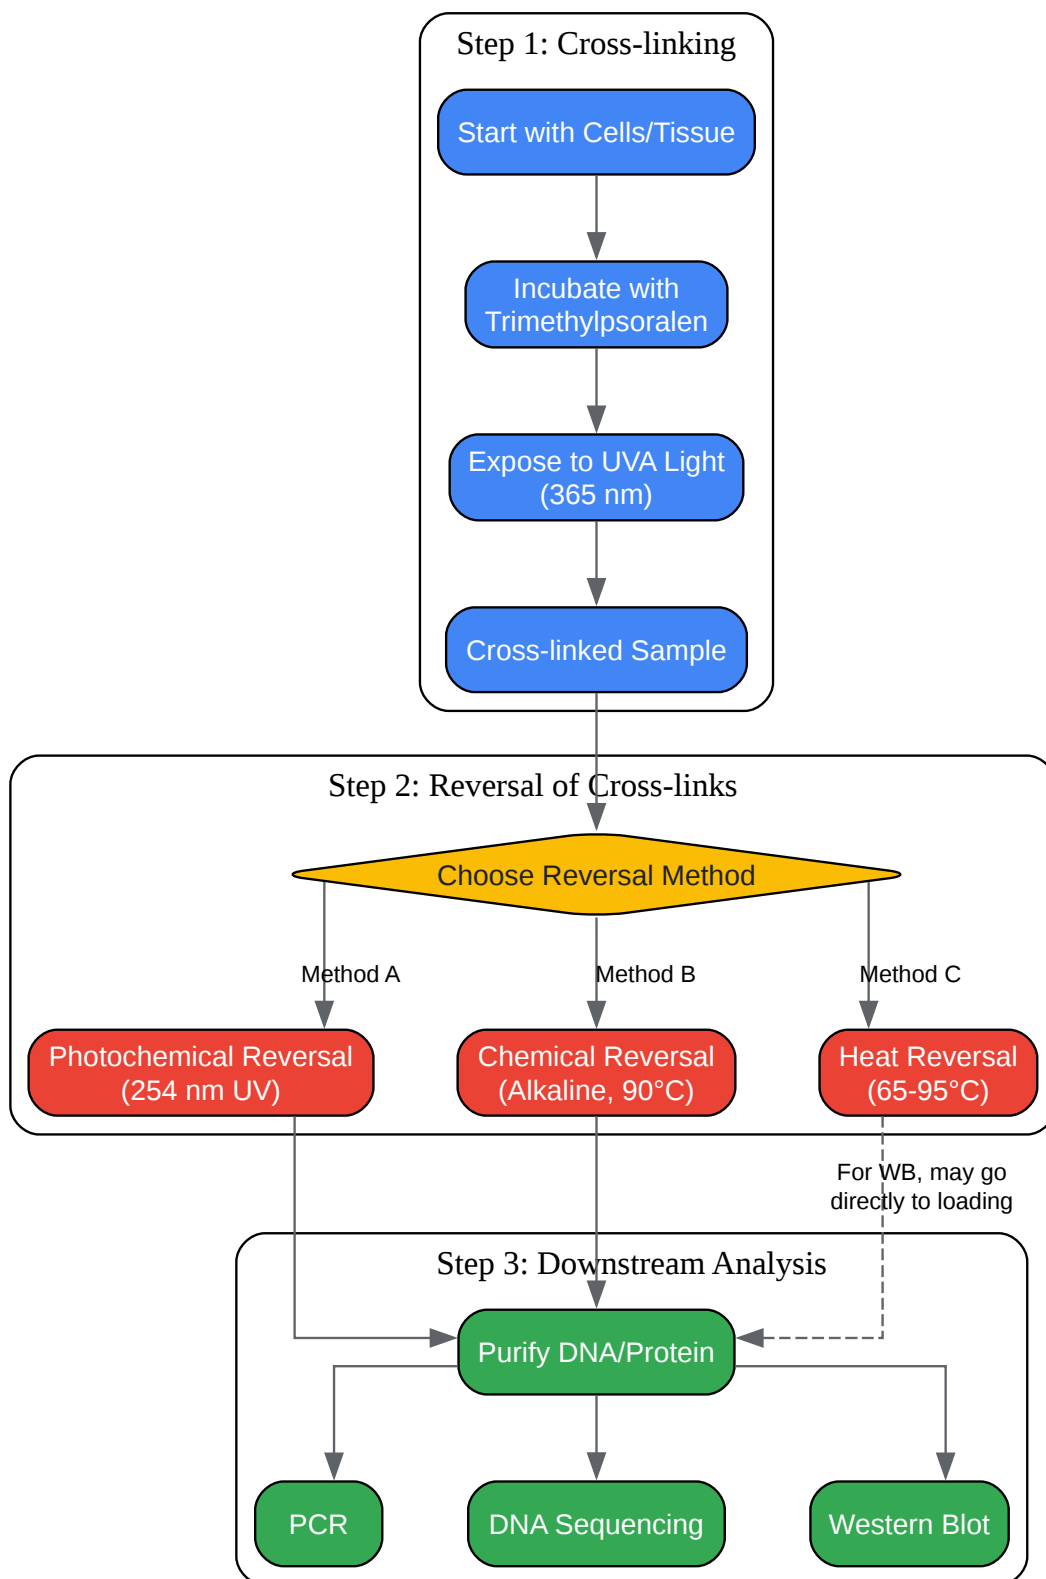 Step 1: Cross-linking
Start with Cells/Tissue
Incubate with
Trimethylpsoralen
Expose to UVA Light
(365 nm)
Cross-linked Sample
Step 2: Reversal of Cross-links
Choose Reversal Method
Method A
Method B
Method C
Photochemical Reversal
(254 nm UV)
Chemical Reversal
(Alkaline, 90°C)
Heat Reversal
(65-95°C)
For WB, may go
directly to loading
Step 3: Downstream Analysis
Purify DNA/Protein
PCR
DNA Sequencing
Western Blot